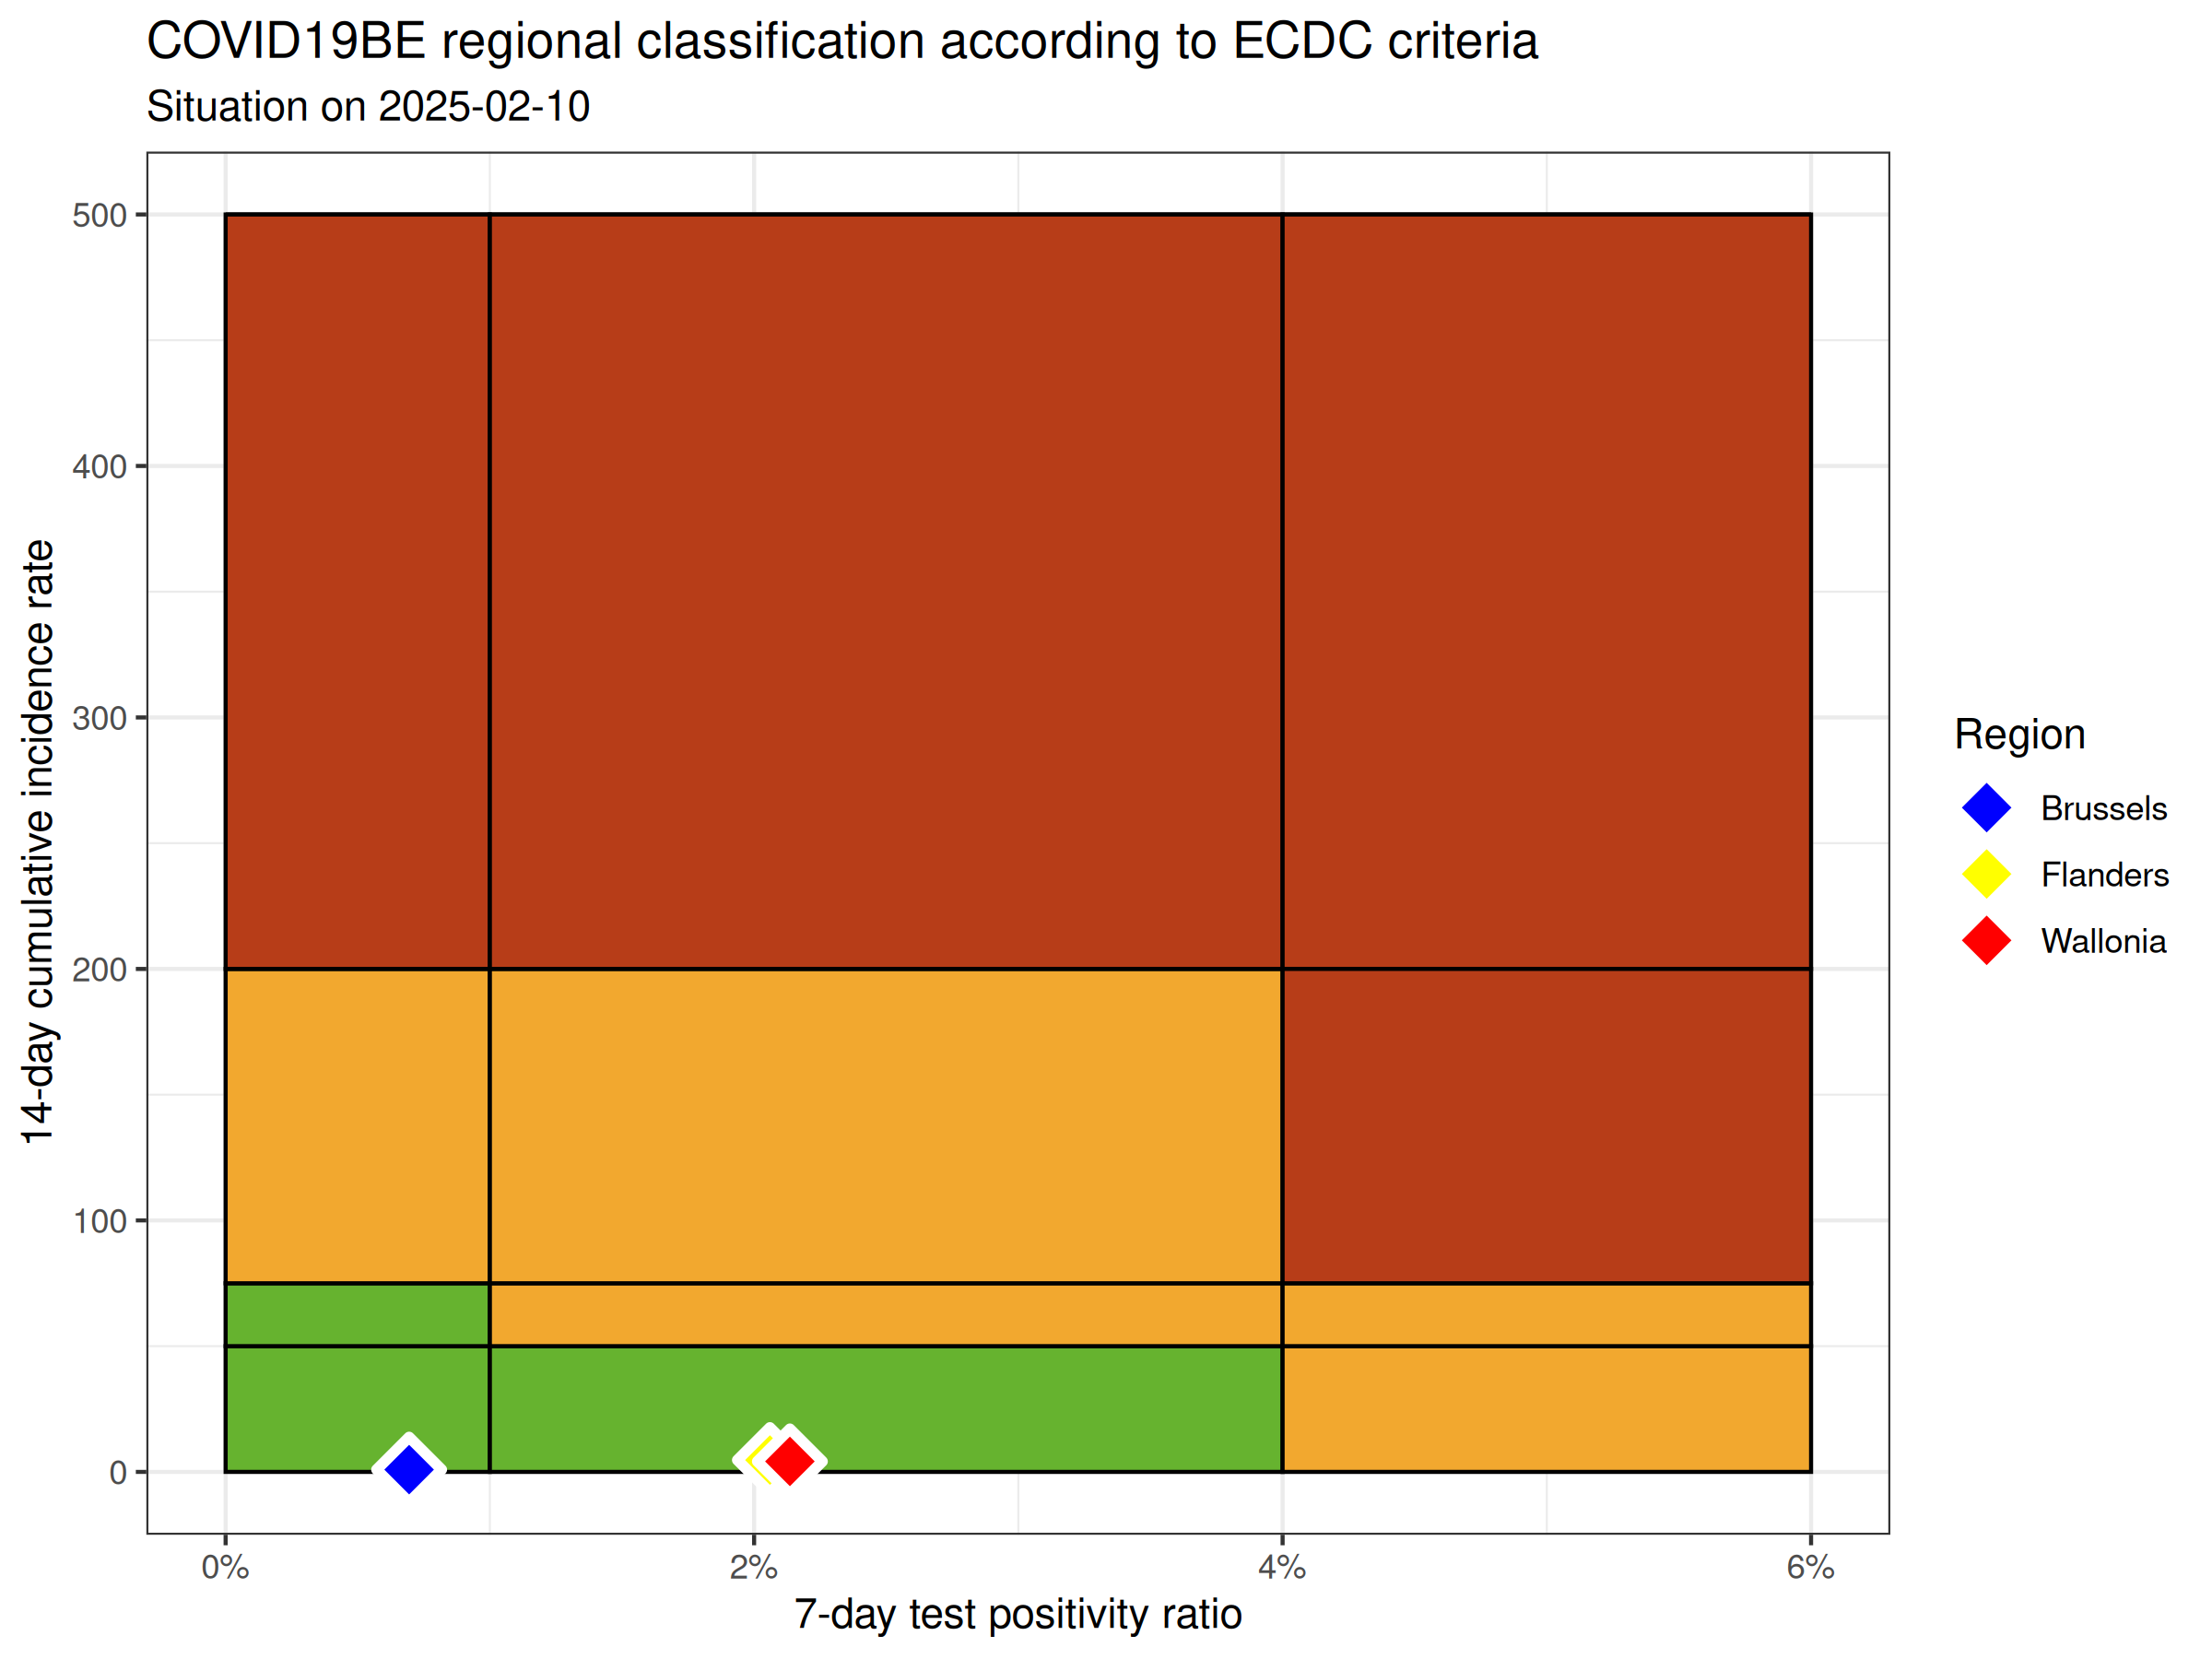 COVID19BE regional classification according to ECDC criteria
Situation on 2025-02-10
14-day cumulative incidence rate
500
400
300
200
100
0
0%
2%
4%
6%
7-day test positivity ratio
Region
Brussels
Flanders
Wallonia